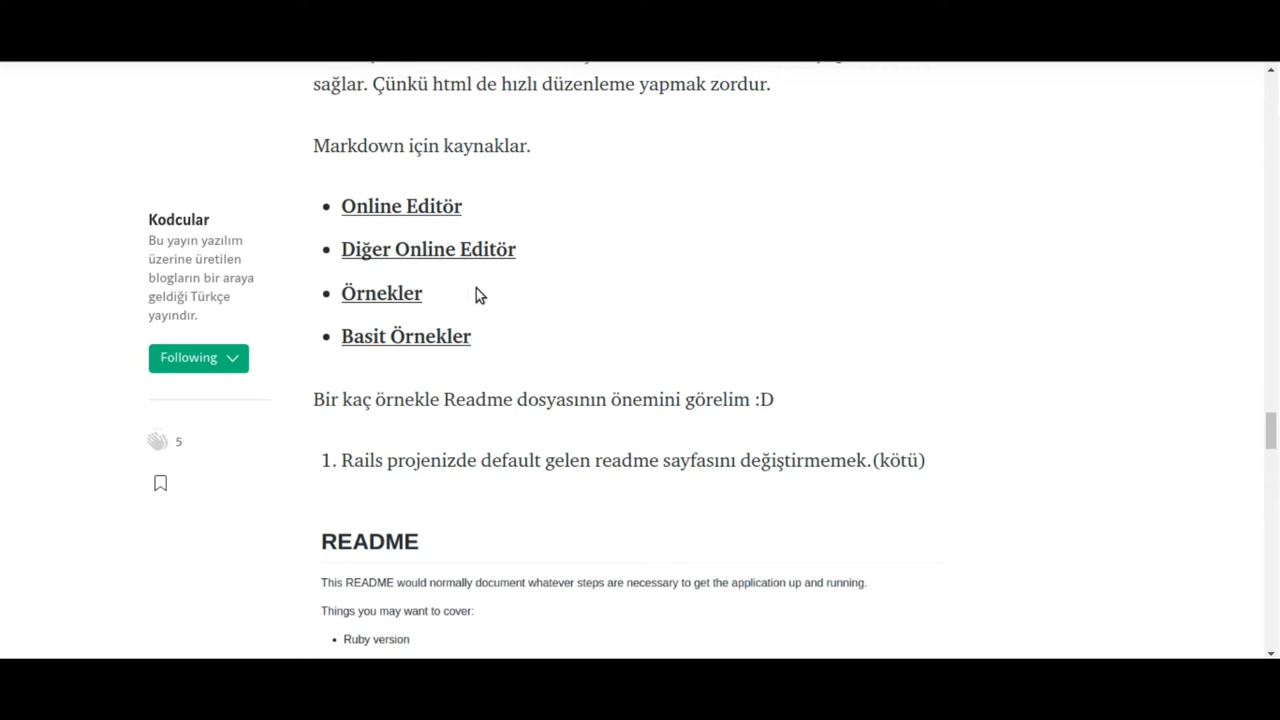 sağlar. Çünkü html de hızlı düzenleme yapmak zordur.
Markdown için kaynaklar.
• Online Editör
• Diğer Online Editör
• Örnekler
• Basit Örnekler
Kodcular
Bu yayın yazılım
üzerine üretilen
blogların bir araya
geldiği Türkçe
yayındır.
Following
5
Bir kaç örnekle Readme dosyasının önemini görelim :D
1. Rails projenizde default gelen readme sayfasını değiştirmemek.(kötü)
README
This README would normally document whatever steps are necessary to get the application up and running.
Things you may want to cover:
• Ruby version